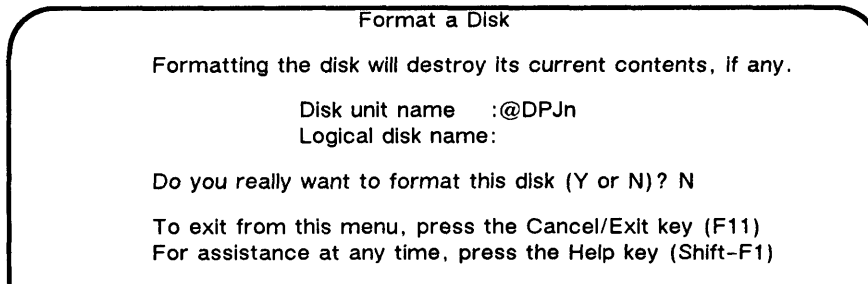 Format a Disk
Formatting the disk will destroy its current contents, if any.
Disk unit name :@DPJn
Logical disk name:
Do you really want to format this disk (Y or N)? N
To exit from this menu, press the Cancel/Exit key (F11)
For assistance at any time, press the Help key (Shift-F1)